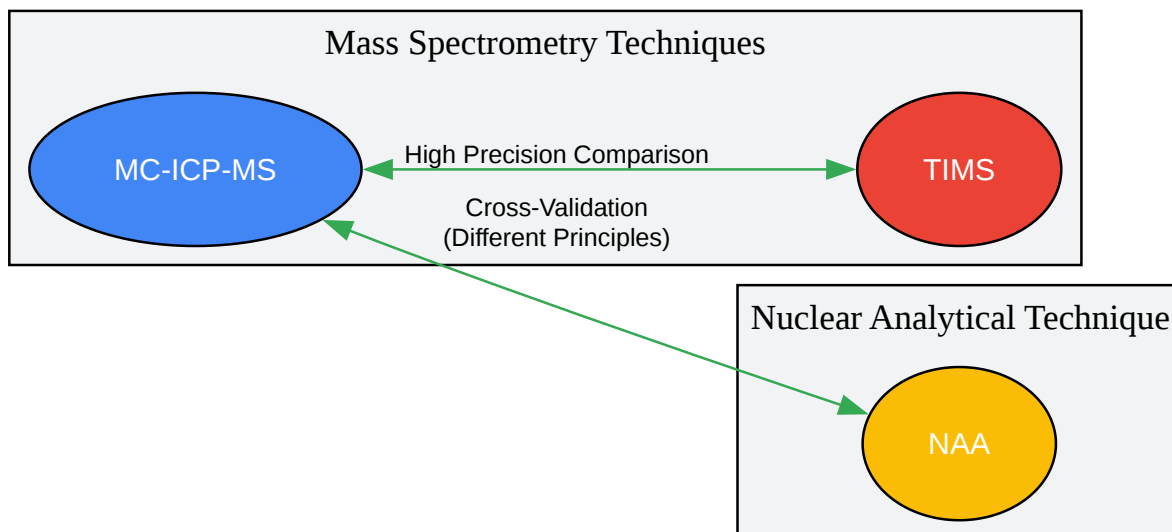 Mass Spectrometry Techniques
MC-ICP-MS
High Precision Comparison
TIMS
Cross-Validation
(Different Principles)
Nuclear Analytical Technique
NAA